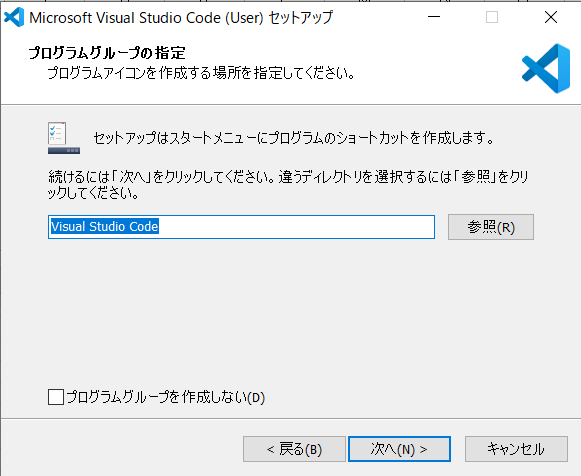 Microsoft Visual Studio Code (User) セットアップ
プログラムグループの指定
プログラムアイコンを作成する場所を指定してください。
セットアップはスタートメニューにプログラムのショートカットを作成します。
続けるには「次へ」をクリックしてください。違うディレクトリを選択するには「参照」をクリ
ックしてください。
Visual Studio Code
参照(R)
プログラムグループを作成しない(D)
< 戻る(B)
次へ(N) >
キャンセル